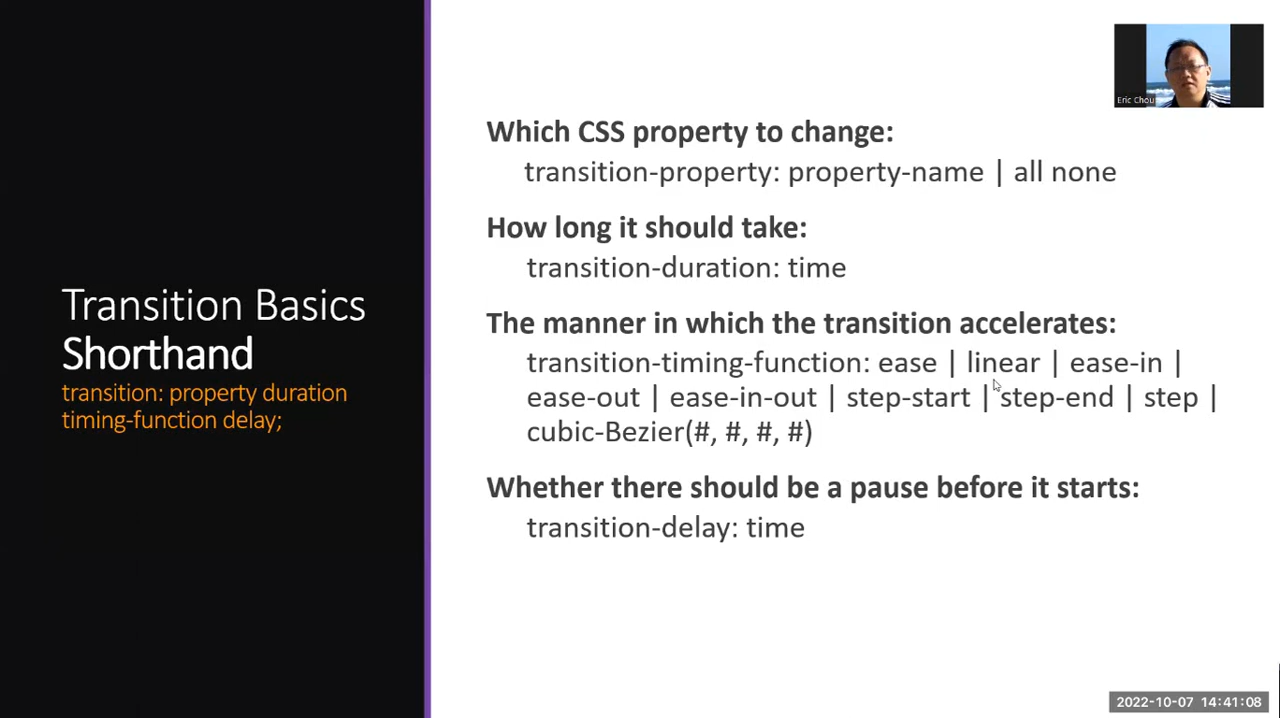 Transition Basics
Shorthand
transition: property duration
timing-function delay;
Which CSS property to change:
transition-property: property-name | all none
How long it should take:
transition-duration: time
The manner in which the transition accelerates:
transition-timing-function: ease | linear | ease-in |
ease-out | ease-in-out | step-start | step-end | step |
cubic-Bezier(#, #, #, #)
Whether there should be a pause before it starts:
transition-delay: time
Eric Chou
2022-10-07 14:41:08